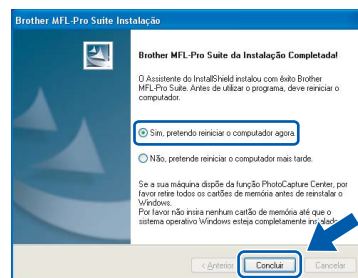 Brother MFL-Pro Suite Instalação
Brother MFL-Pro Suite da Instalação Completada!
O Assistente do InstallShield instalou com êxito Brother
MFL-Pro Suite. Antes de utilizar o programa, deve reiniciar o
computador.
Sim, pretendo reiniciar o computador agora.
Não, pretende reiniciar o computador mais tarde.
Se a sua máquina dispõe da função PhotoCapture Center, por
favor retire todos os cartões de memória antes de reinstalar o
Windows.
Por favor não insira nenhum cartão de memória até que o
sistema operativo Windows esteja completamente instalado.
< Anterior Concluir Cancelar